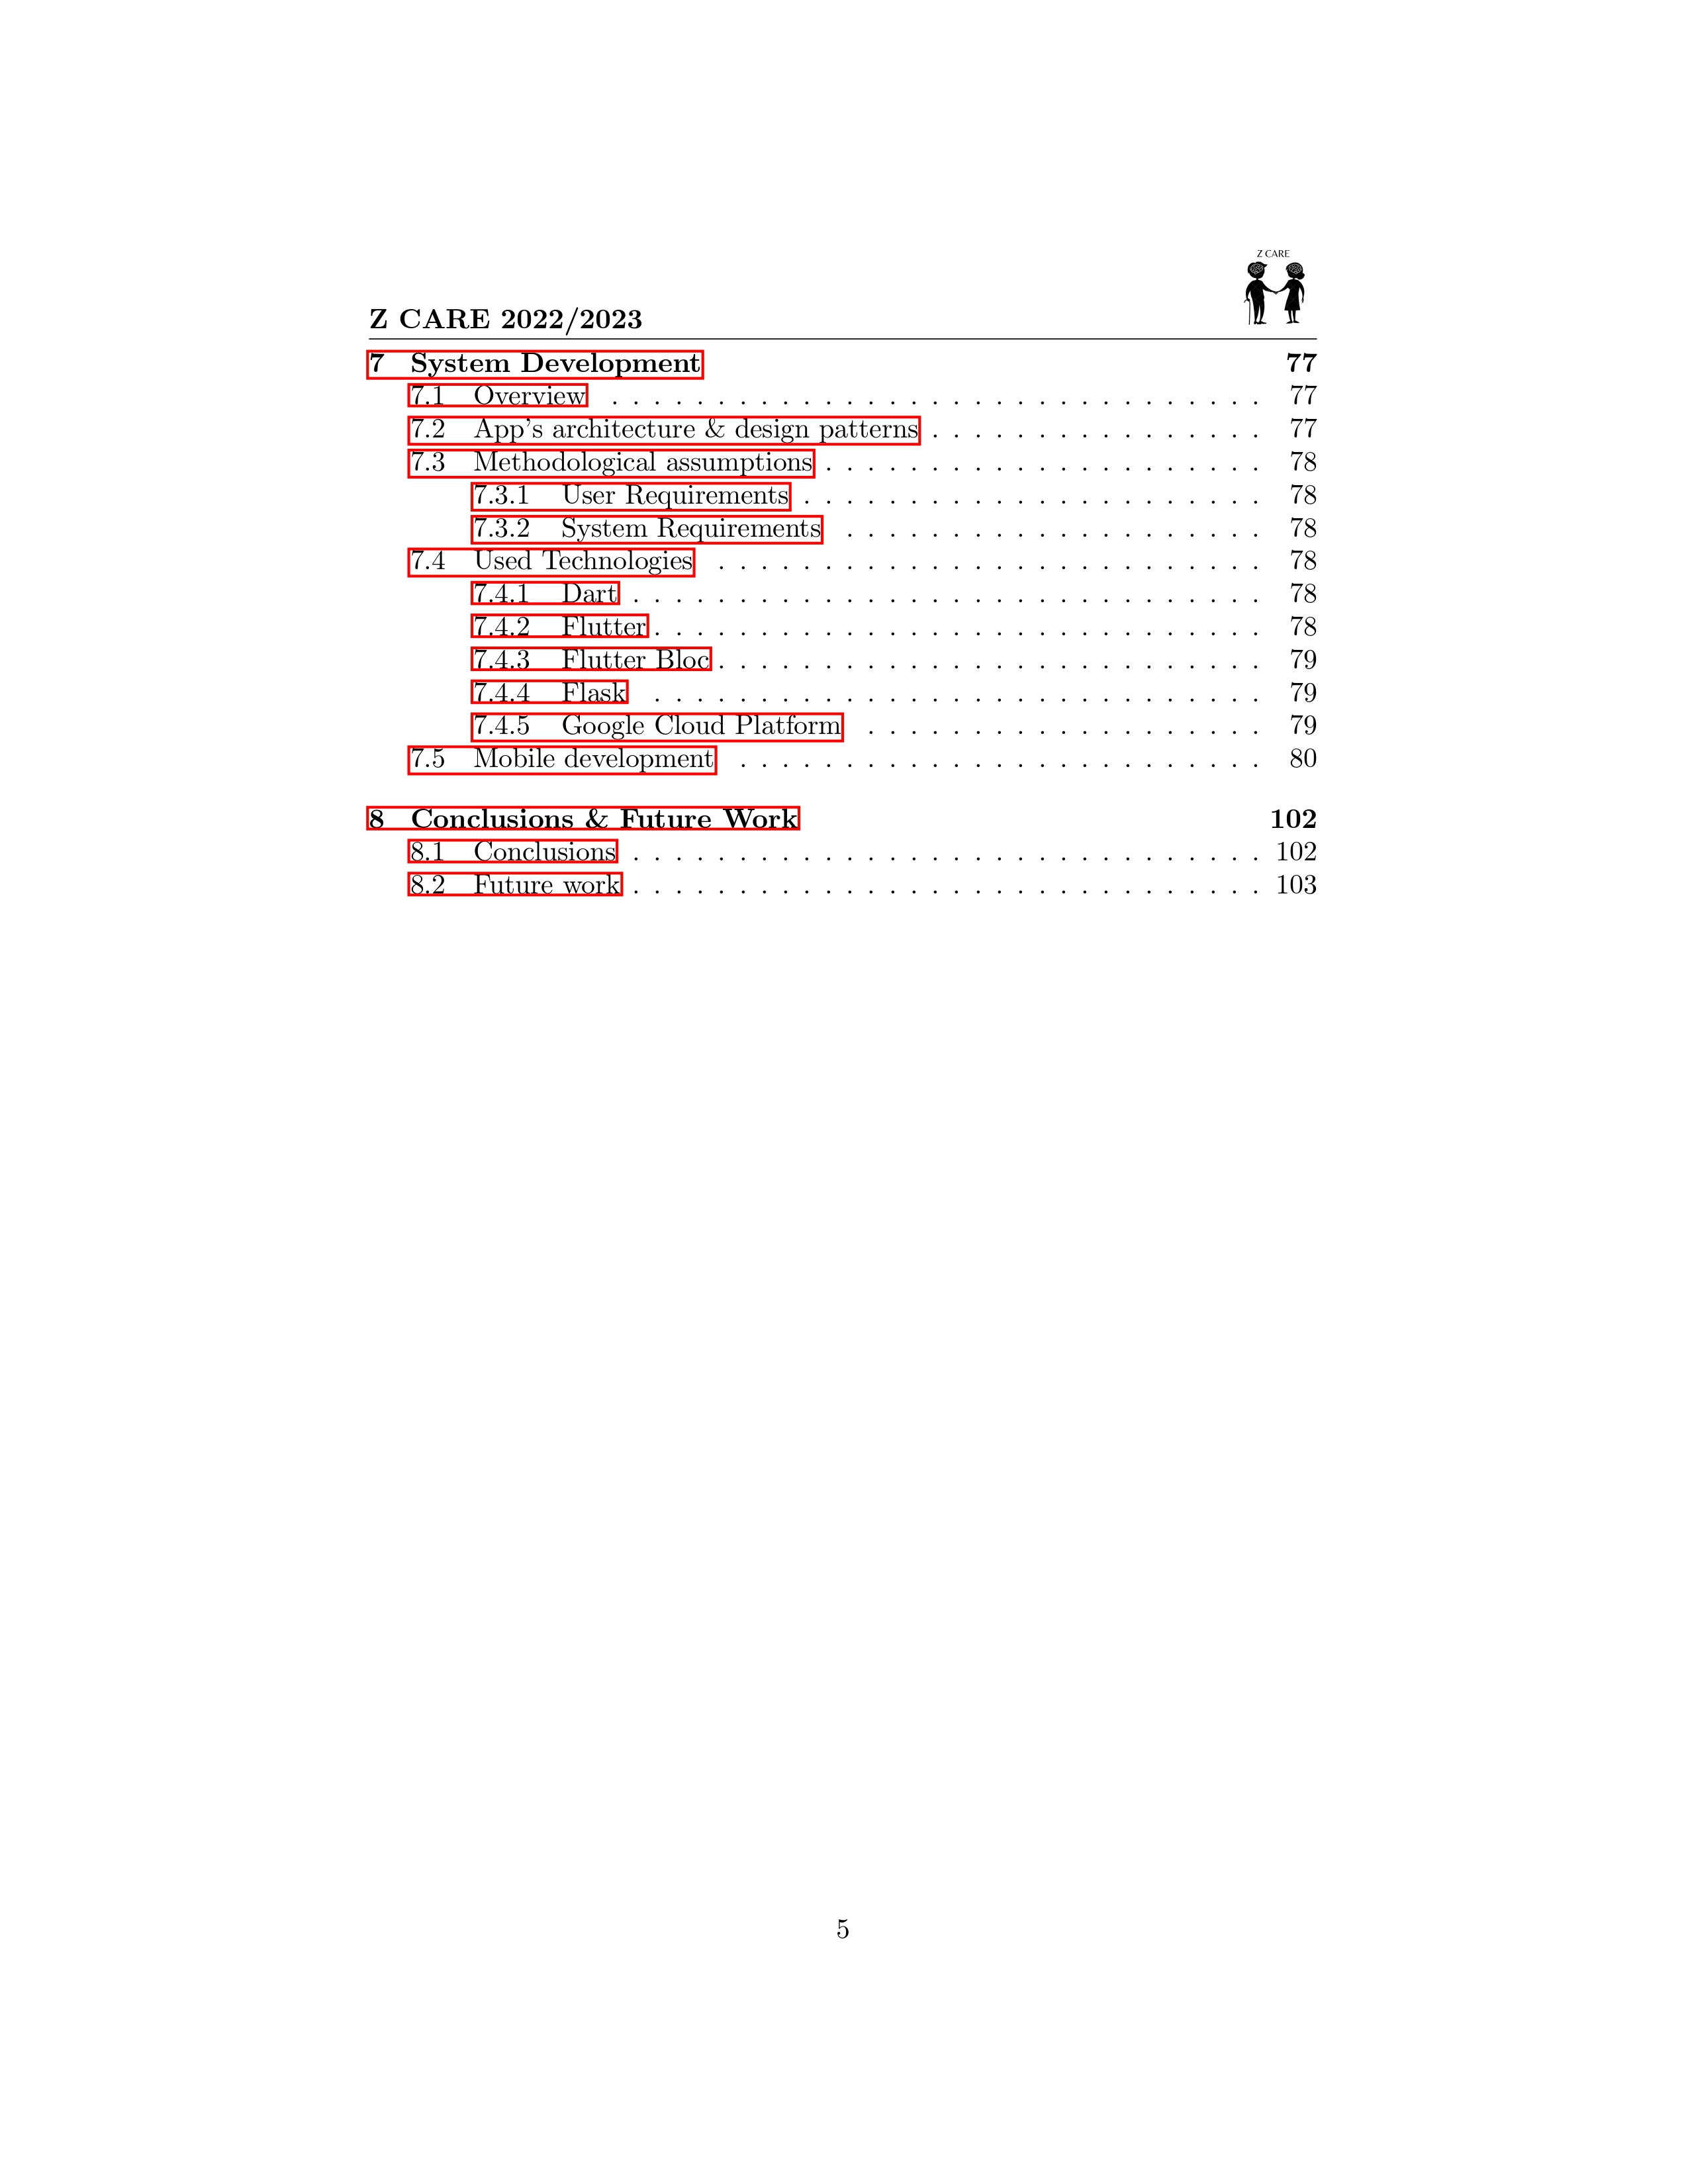 Z CARE
Z CARE 2022/2023
7 System Development 77
7.1 Overview . . . . . . . . . . . . . . . . . . . . . . . . . . . . . . . 77
7.2 App's architecture & design patterns . . . . . . . . . . . . . . . . 77
7.3 Methodological assumptions . . . . . . . . . . . . . . . . . . . . . 78
7.3.1 User Requirements . . . . . . . . . . . . . . . . . . . . . . 78
7.3.2 System Requirements . . . . . . . . . . . . . . . . . . . . 78
7.4 Used Technologies . . . . . . . . . . . . . . . . . . . . . . . . . . 78
7.4.1 Dart . . . . . . . . . . . . . . . . . . . . . . . . . . . . . . 78
7.4.2 Flutter . . . . . . . . . . . . . . . . . . . . . . . . . . . . . 78
7.4.3 Flutter Bloc . . . . . . . . . . . . . . . . . . . . . . . . . . 79
7.4.4 Flask . . . . . . . . . . . . . . . . . . . . . . . . . . . . . 79
7.4.5 Google Cloud Platform . . . . . . . . . . . . . . . . . . . 79
7.5 Mobile development . . . . . . . . . . . . . . . . . . . . . . . . . 80
8 Conclusions & Future Work 102
8.1 Conclusions . . . . . . . . . . . . . . . . . . . . . . . . . . . . . . 102
8.2 Future work . . . . . . . . . . . . . . . . . . . . . . . . . . . . . . 103
5